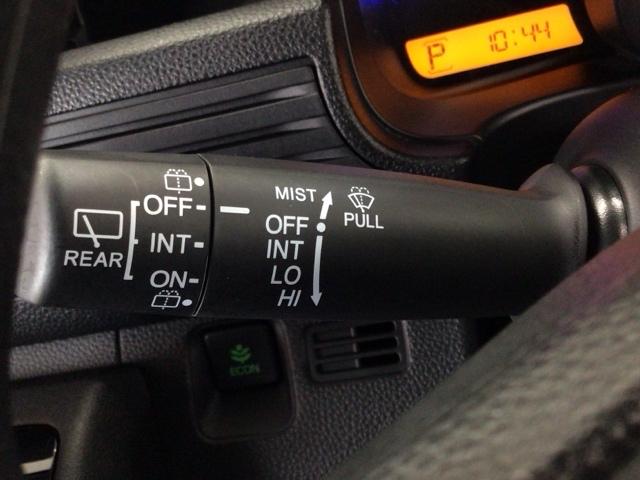 P 10:44
OFF
INT
ON
REAR
MIST
OFF
INT
LO
HI
PULL
ECON